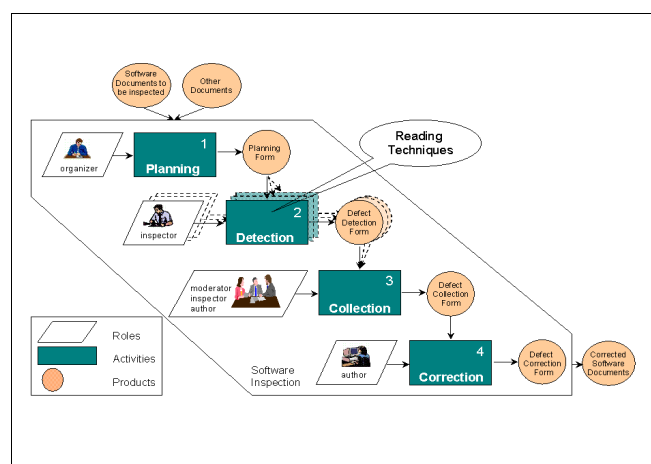 Software
Documents to
be inspected
Other
Documents
organizer
1
Planning
Planning
Form
Reading
Techniques
inspector
2
Detection
Defect
Detection
Form
moderator
inspector
author
3
Collection
Defect
Collection
Form
author
4
Correction
Defect
Correction
Form
Corrected
Software
Documents
Software
Inspection
Roles
Activities
Products